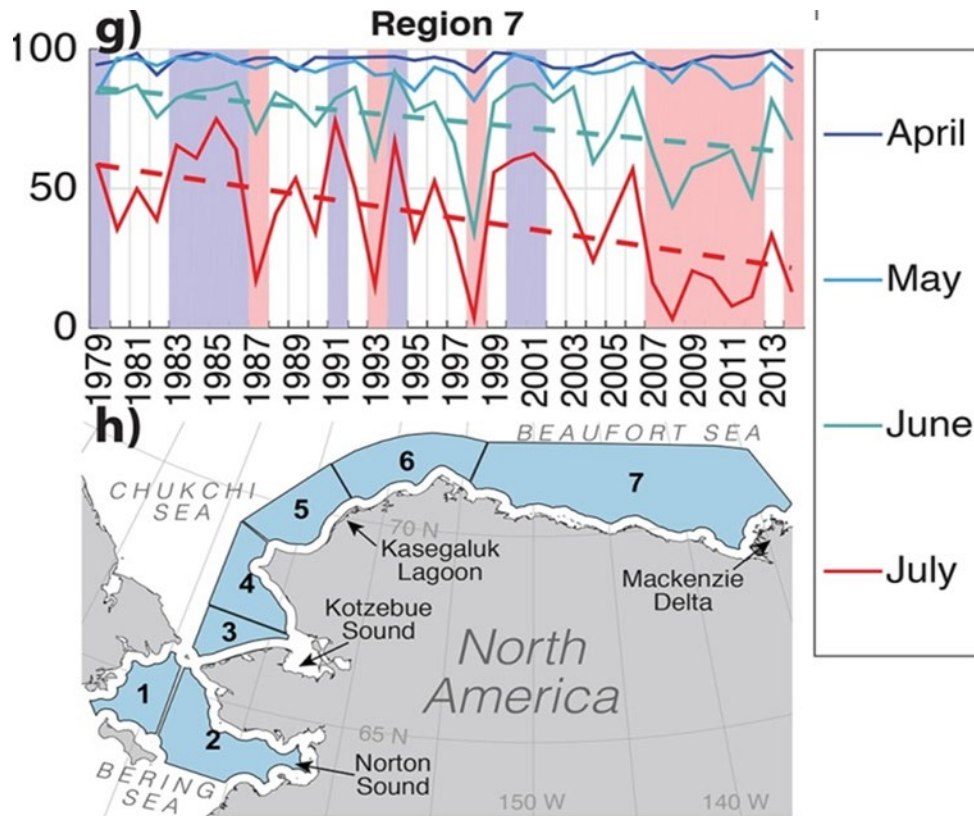 g)
Region 7
100
50
0
1979
1981
1983
1985
1987
1989
1991
1993
1995
1997
1999
2001
2003
2005
2007
2009
2011
2013
April
May
June
July
h)
BEAUFORT SEA
CHUKCHI
SEA
6
7
5
70 N
Kasegaluk
Lagoon
4
Mackenzie
Delta
Kotzebue
Sound
3
North
America
1
2
65 N
Norton
Sound
BERING
SEA
150 W
140 W